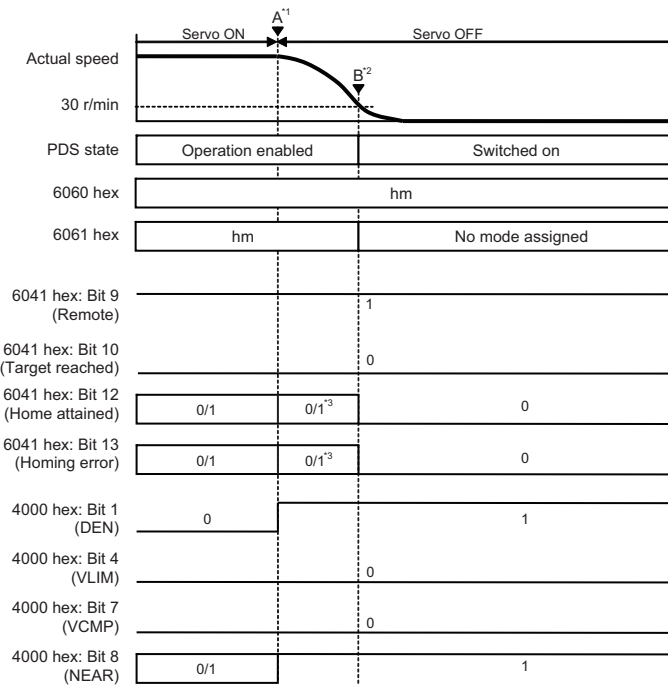 A*1
Servo ON Servo OFF
Actual speed
B*2
30 r/min
PDS state Operation enabled Switched on
6060 hex hm
6061 hex hm No mode assigned
6041 hex: Bit 9
(Remote)
1
6041 hex: Bit 10
(Target reached)
0
6041 hex: Bit 12
(Home attained)
0/1 0/1*3 0
6041 hex: Bit 13
(Homing error)
0/1 0/1*3 0
4000 hex: Bit 1
(DEN)
0 1
4000 hex: Bit 4
(VLIM)
0
4000 hex: Bit 7
(VCMP)
0
4000 hex: Bit 8
(NEAR)
0/1 1